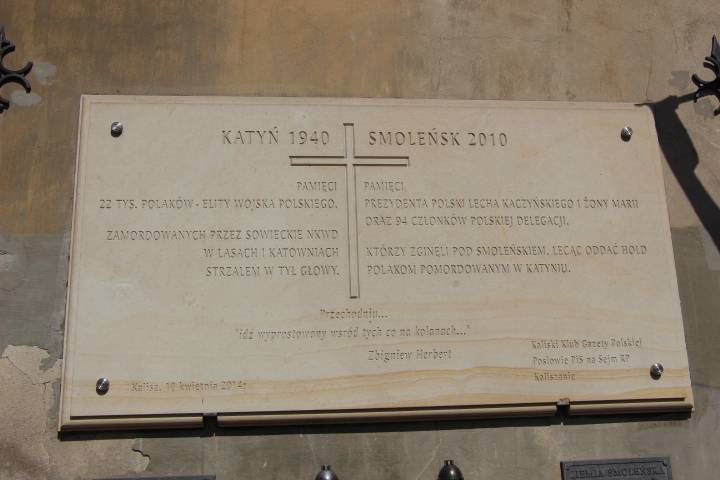 KATYŃ 1940
PAMIĘCI
22 TYS. POLAKÓW - ELITY WOJSKA POLSKIEGO.
ZAMORDOWANYCH PRZEZ SOWIECKIE NKWD
W LASACH I KATOWNIACH
STRZAŁEM W TYŁ GŁOWY.
SMOLEŃSK 2010
PAMIĘCI
PREZYDENTA POLSKI LECHA KACZYŃSKIEGO I ŻONY MARII
ORAZ 94 CZŁONKÓW POLSKIEJ DELEGACJI,
KTÓRZY ZGINĘLI POD SMOLEŃSKIEM, LECĄC ODDAĆ HOŁD
POLAKOM POMORDOWANYM W KATYNIU.
Przechodniu...
"idź wyprostowany wśród tych co na kolanach..."
Zbigniew Herbert
Kaliski Klub Gazety Polskiej
Posłowie PiS na Sejm RP
Kaliszanie
Kalisz, 10 kwietnia 2014r
ZIEMIA SMOLEŃSKA